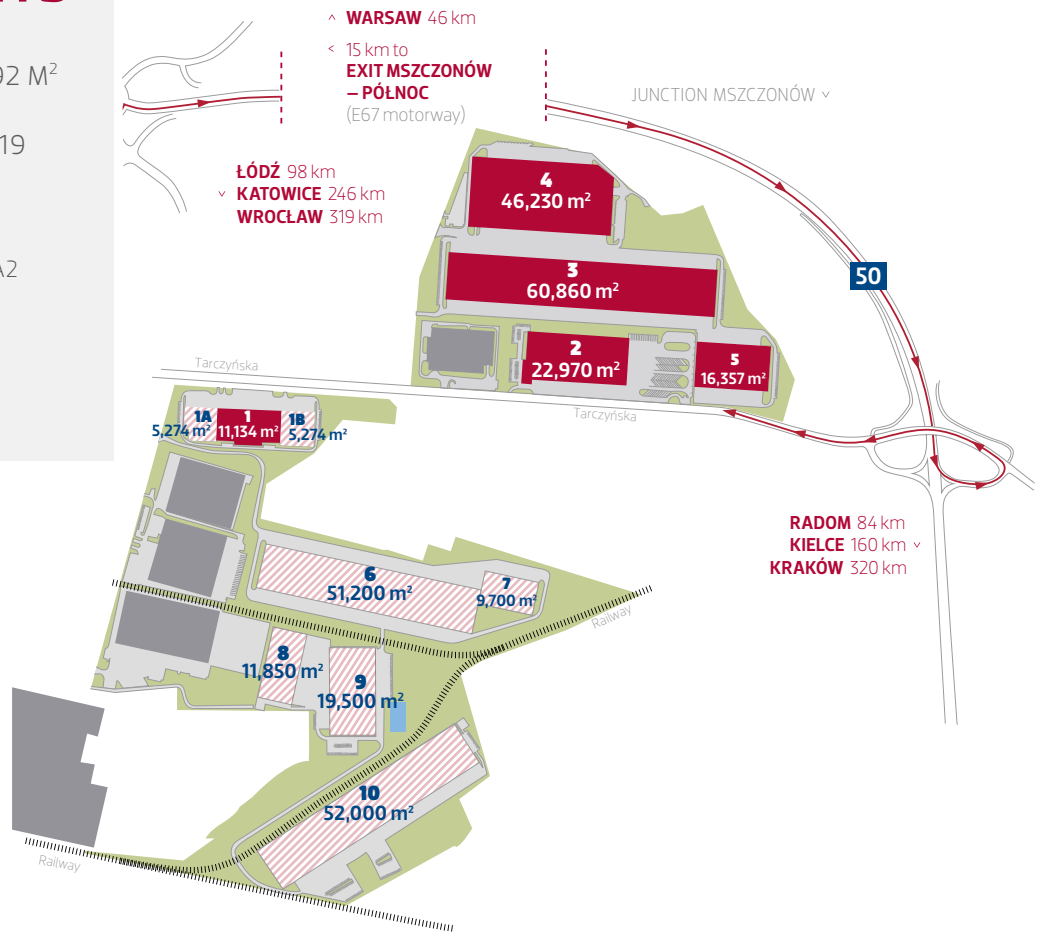 92 M²
19
A2
^ WARSAW 46 km
< 15 km to
EXIT MSZCZONÓW
– PÓŁNOC
(E67 motorway)
JUNCTION MSZCZONÓW ˅
ŁÓDŹ 98 km
˅ KATOWICE 246 km
WROCŁAW 319 km
4
46,230 m²
50
3
60,860 m²
2
22,970 m²
5
16,357 m²
Tarczyńska
Tarczyńska
1A
5,274 m²
1
11,134 m²
1B
5,274 m²
RADOM 84 km
KIELCE 160 km ˅
KRAKÓW 320 km
6
51,200 m²
7
9,700 m²
Railway
8
11,850 m²
9
19,500 m²
10
52,000 m²
Railway